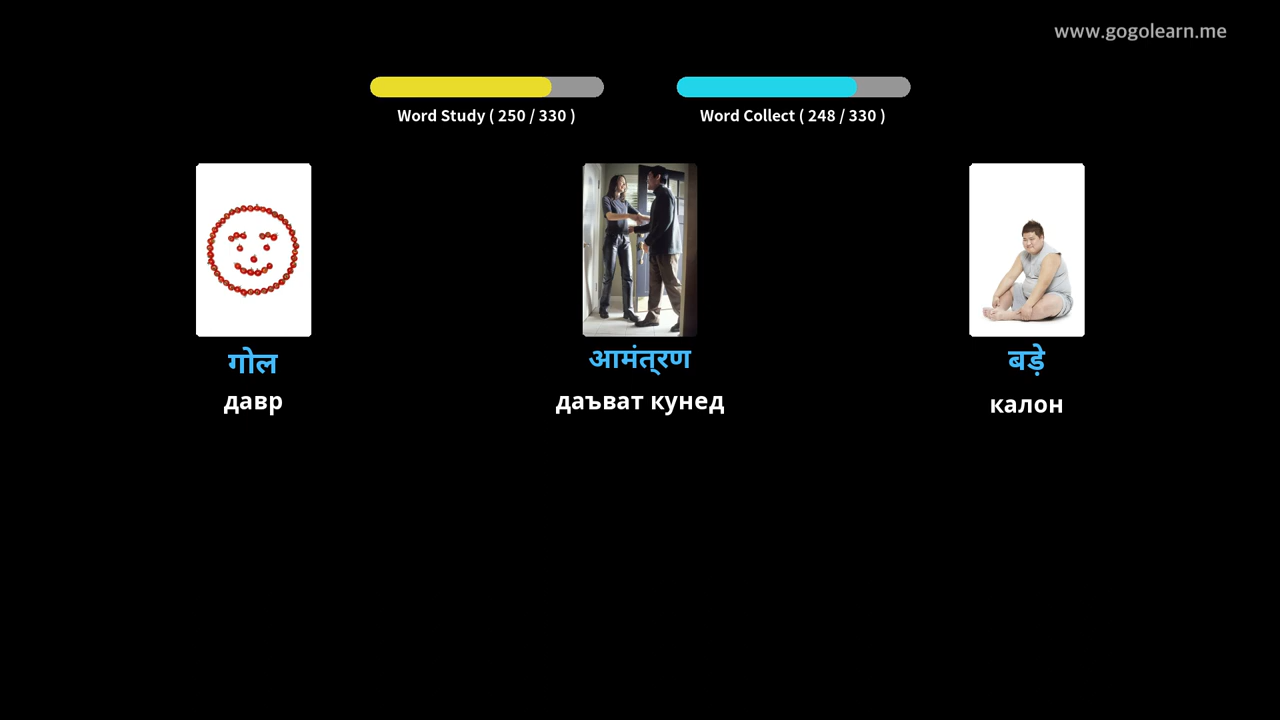 www.gogolearn.me
Word Study ( 250 / 330 )
Word Collect ( 248 / 330 )
गोल
आमंत्रण
बड़े
давр
даъват кунед
калон